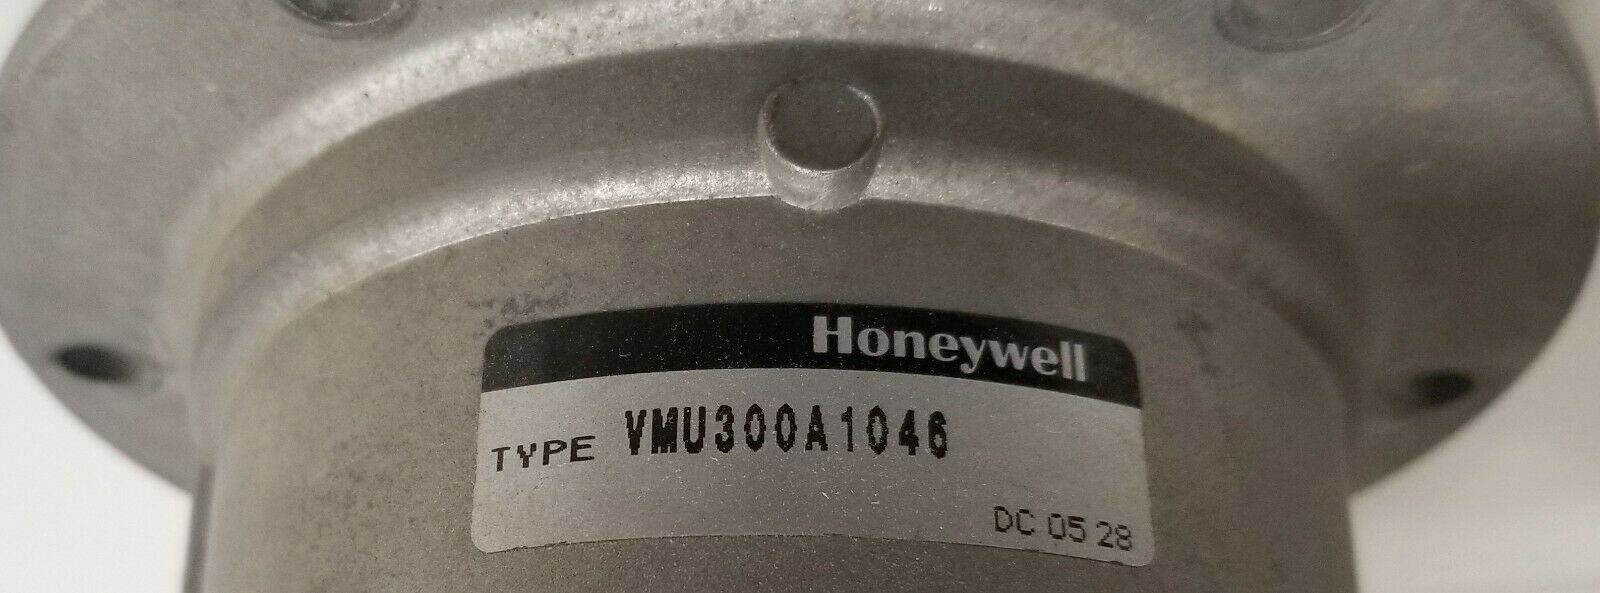 Honeywell
TYPE VMU300A1046
DC 05 28